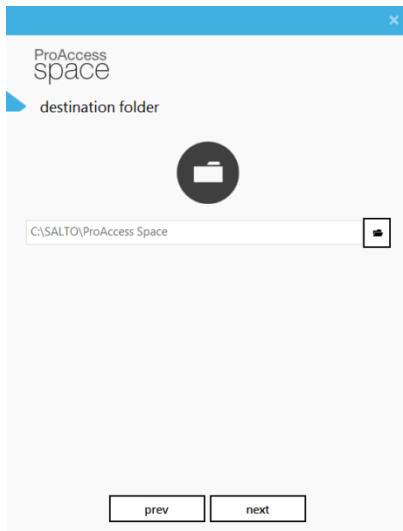 ProAccess
space
destination folder
C:\SALTO\ProAccess Space
prev
next